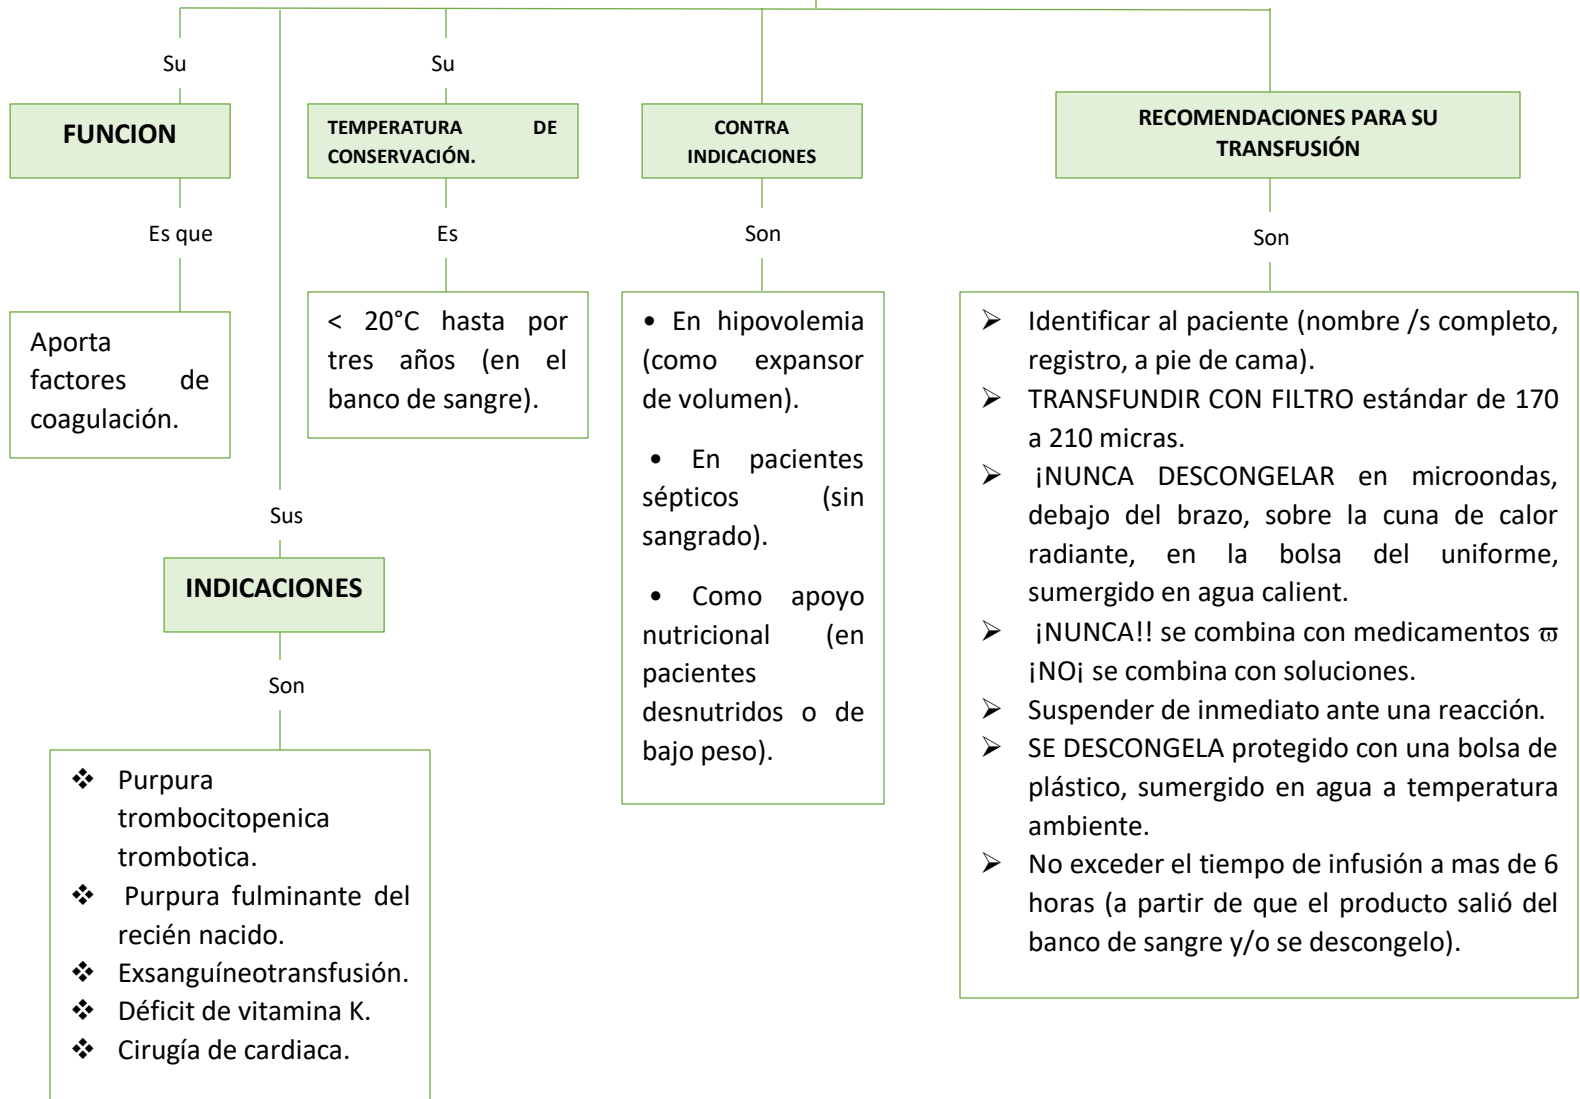 Su
FUNCION
Es que
Aporta
factores de
coagulación.
Sus
INDICACIONES
Son
❖ Purpura
trombocitopenica
trombotica.
❖ Purpura fulminante del
recién nacido.
❖ Exsanguíneotransfusión.
❖ Déficit de vitamina K.
❖ Cirugía de cardiaca.
Su
TEMPERATURA DE
CONSERVACIÓN.
Es
< 20°C hasta por
tres años (en el
banco de sangre).
CONTRA
INDICACIONES
Son
• En hipovolemia
(como expansor
de volumen).
• En pacientes
sépticos (sin
sangrado).
• Como apoyo
nutricional (en
pacientes
desnutridos o de
bajo peso).
RECOMENDACIONES PARA SU
TRANSFUSIÓN
Son
➢ Identificar al paciente (nombre /s completo,
registro, a pie de cama).
➢ TRANSFUNDIR CON FILTRO estándar de 170
a 210 micras.
➢ ¡NUNCA DESCONGELAR en microondas,
debajo del brazo, sobre la cuna de calor
radiante, en la bolsa del uniforme,
sumergido en agua calient.
➢ ¡NUNCA!! se combina con medicamentos ϖ
¡NO¡ se combina con soluciones.
➢ Suspender de inmediato ante una reacción.
➢ SE DESCONGELA protegido con una bolsa de
plástico, sumergido en agua a temperatura
ambiente.
➢ No exceder el tiempo de infusión a mas de 6
horas (a partir de que el producto salió del
banco de sangre y/o se descongelo).